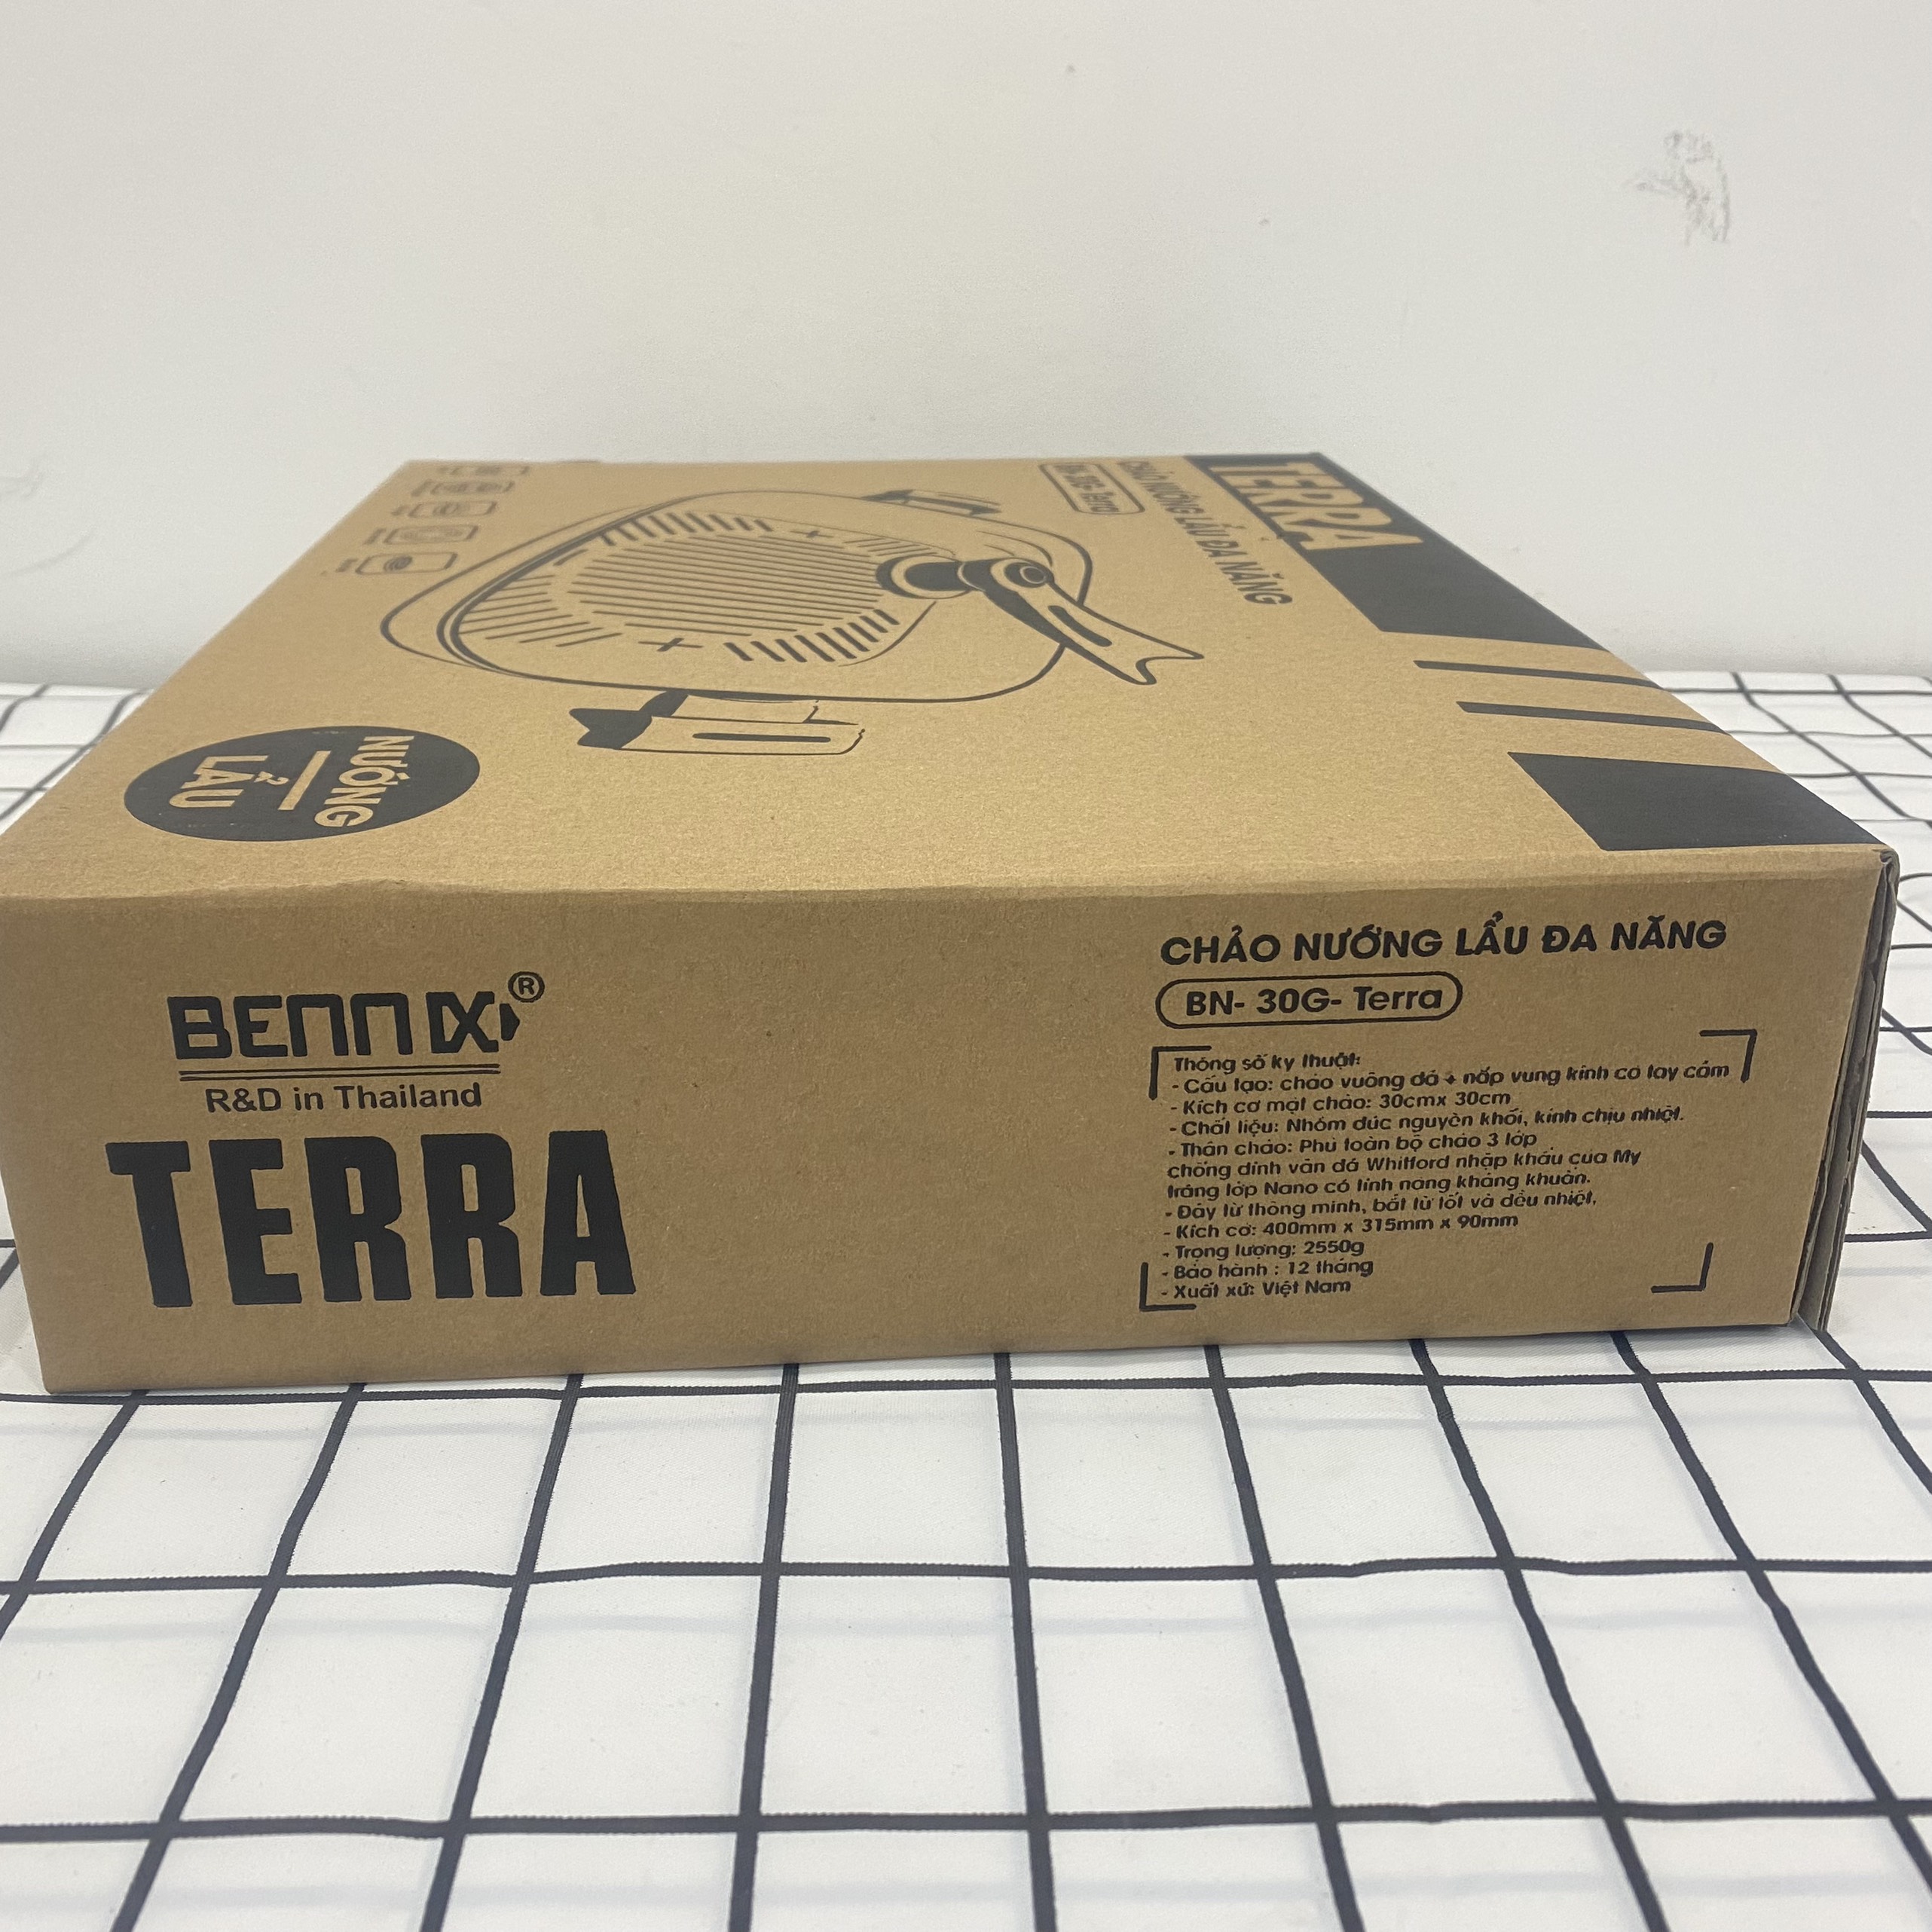 TERRA
CHẢO NƯỚNG LẨU ĐA NĂNG
BN-30G-Terra
NƯỚNG
LẨU
BENNIX®
R&D in Thailand
TERRA
CHẢO NƯỚNG LẨU ĐA NĂNG
BN- 30G- Terra
Thông số kỹ thuật:
- Cấu tạo: chảo vuông đá + nắp vung kính có tay cầm
- Kích cỡ mặt chảo: 30cmx 30cm
- Chất liệu: Nhôm đúc nguyên khối, kính chịu nhiệt.
- Thân chảo: Phủ toàn bộ chảo 3 lớp
chống dính vân đá Whitford nhập khẩu của Mỹ
tráng lớp Nano có tính năng kháng khuẩn.
- Đáy từ thông minh, bắt từ tốt và đều nhiệt,
- Kích cỡ: 400mm x 315mm x 90mm
- Trọng lượng: 2550g
- Bảo hành : 12 tháng
- Xuất xứ: Việt Nam